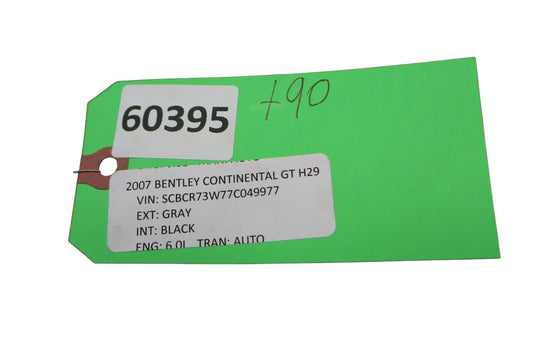 +90
60395
2007 BENTLEY CONTINENTAL GT H29
VIN: SCBCR73W77C049977
EXT: GRAY
INT: BLACK
ENG: 6.0L TRAN: AUTO